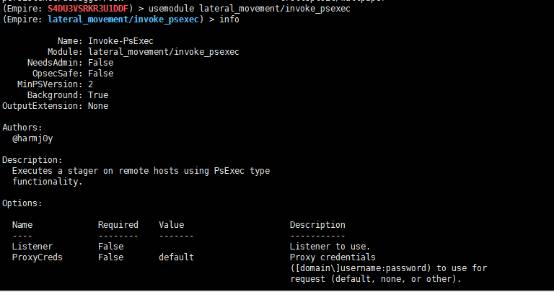 (Empire: S4DU3VSRKR3U1DDF) > usemodule lateral_movement/invoke_psexec
(Empire: lateral_movement/invoke_psexec) > info
Name: Invoke-PsExec
Module: lateral_movement/invoke_psexec
NeedsAdmin: False
OpsecSafe: False
MinPSVersion: 2
Background: True
OutputExtension: None
Authors:
@harmj0y
Description:
Executes a stager on remote hosts using PsExec type
functionality.
Options:
Name Required Value Description
---- -------- ------- -----------
Listener False Listener to use.
ProxyCreds False default Proxy credentials
([domain\]username:password) to use for
request (default, none, or other).